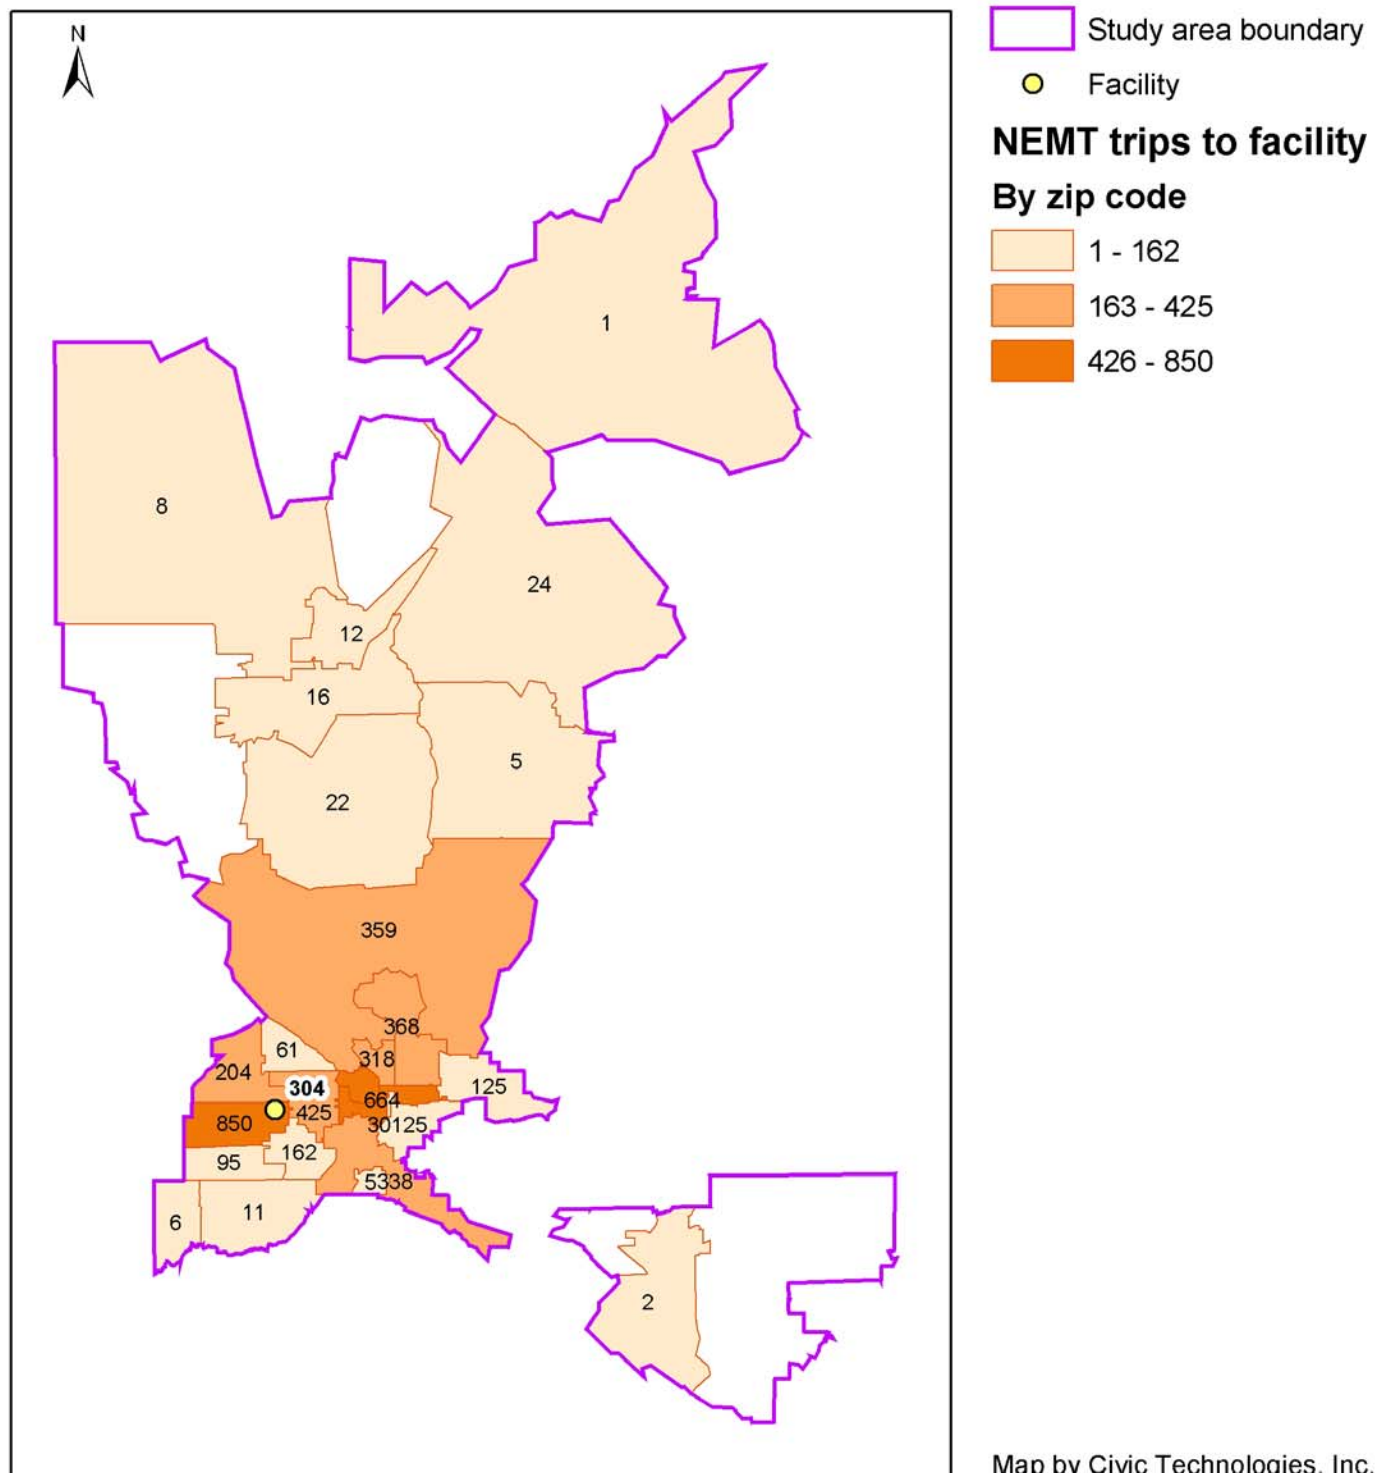 N
Study area boundary
Facility
NEMT trips to facility
By zip code
1 - 162
163 - 425
426 - 850
1
8
24
12
16
5
22
359
368
61
318
204
304
125
664
425
850
30125
162
95
5338
11
6
2
Map by Civic Technologies, Inc.